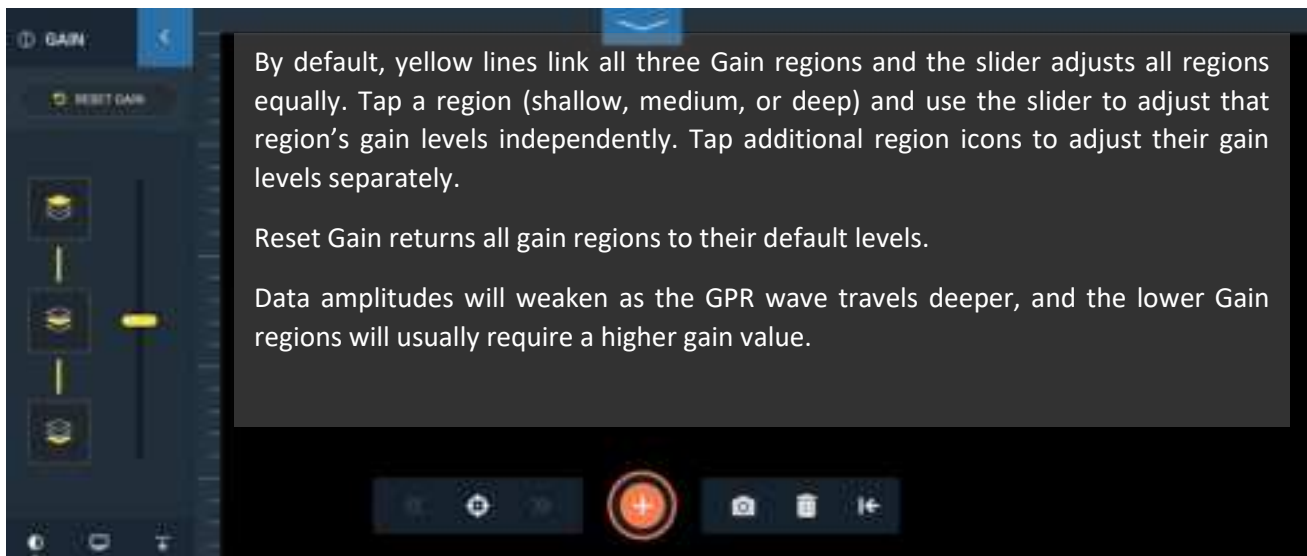 GAIN
RESET GAIN
By default, yellow lines link all three Gain regions and the slider adjusts all regions
equally. Tap a region (shallow, medium, or deep) and use the slider to adjust that
region’s gain levels independently. Tap additional region icons to adjust their gain
levels separately.
Reset Gain returns all gain regions to their default levels.
Data amplitudes will weaken as the GPR wave travels deeper, and the lower Gain
regions will usually require a higher gain value.